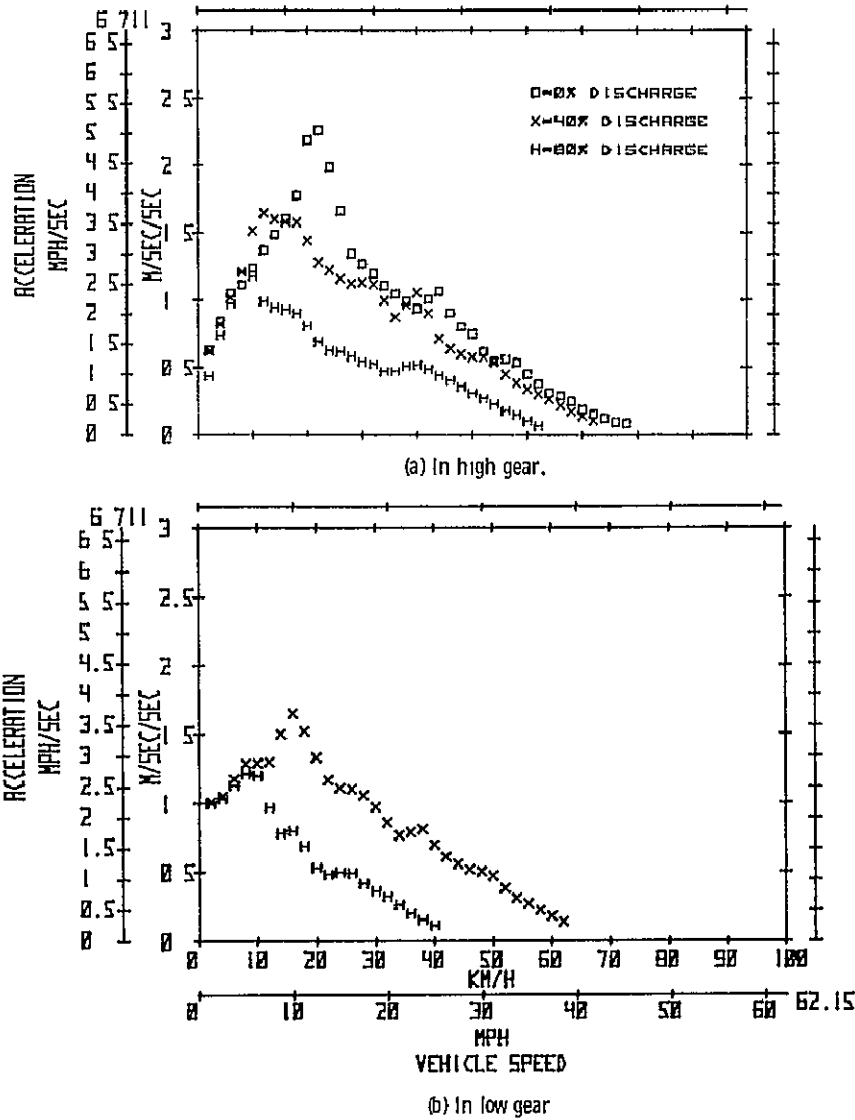 6 711
6 5
6
5 5
5
4 5
4
3 5
3
2 5
2
1 5
1
0 5
0
ACCELERATION
MPH/SEC
3
2 5
2
1 5
1
0 5
0
M/SEC/SEC
□=0% DISCHARGE
X=40% DISCHARGE
H=80% DISCHARGE
(a) In high gear.
6 711
6 5
6
5 5
5
4.5
4
3.5
3
2.5
2
1.5
1
0.5
0
ACCELERATION
MPH/SEC
3
2.5
2
1 5
1
0 5
0
M/SEC/SEC
0 10 20 30 40 50 60 70 80 90 100
KM/H
0 10 20 30 40 50 60 62.15
MPH
VEHICLE SPEED
(b) In low gear